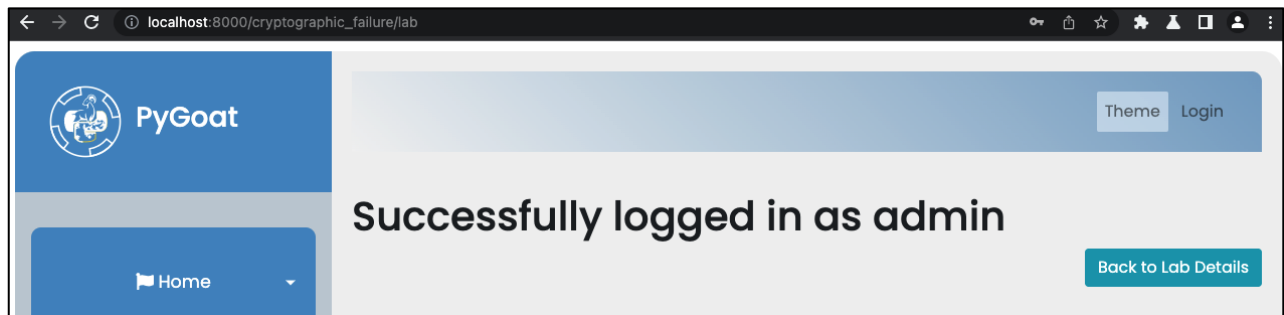 localhost:8000/cryptographic_failure/lab
PyGoat
Theme Login
Successfully logged in as admin
Back to Lab Details
Home